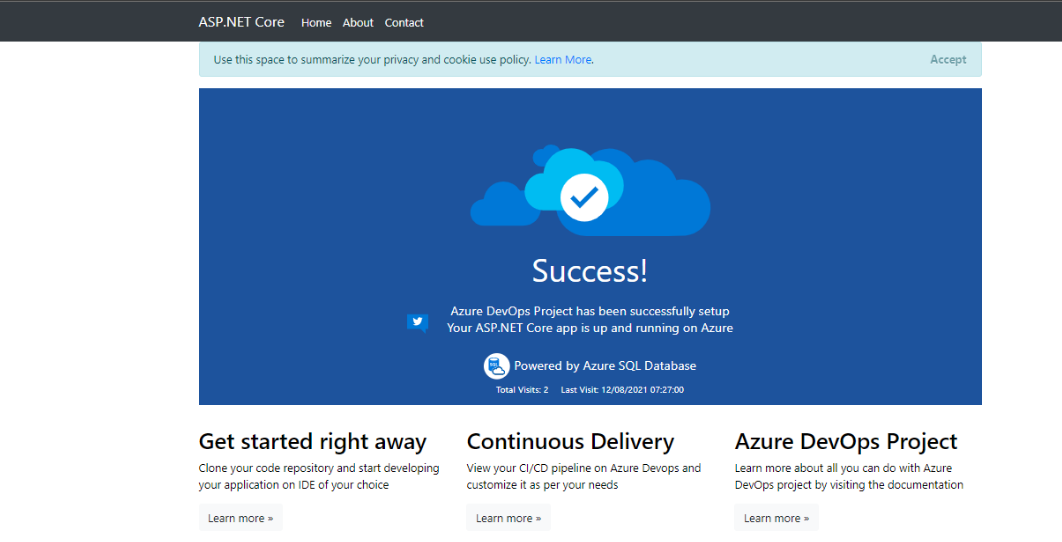 ASP.NET Core Home About Contact
Use this space to summarize your privacy and cookie use policy. Learn More. Accept
Success!
Azure DevOps Project has been successfully setup
Your ASP.NET Core app is up and running on Azure
Powered by Azure SQL Database
Total Visits: 2 Last Visit: 12/08/2021 07:27:00
Get started right away
Clone your code repository and start developing
your application on IDE of your choice
Learn more »
Continuous Delivery
View your CI/CD pipeline on Azure Devops and
customize it as per your needs
Learn more »
Azure DevOps Project
Learn more about all you can do with Azure
DevOps project by visiting the documentation
Learn more »